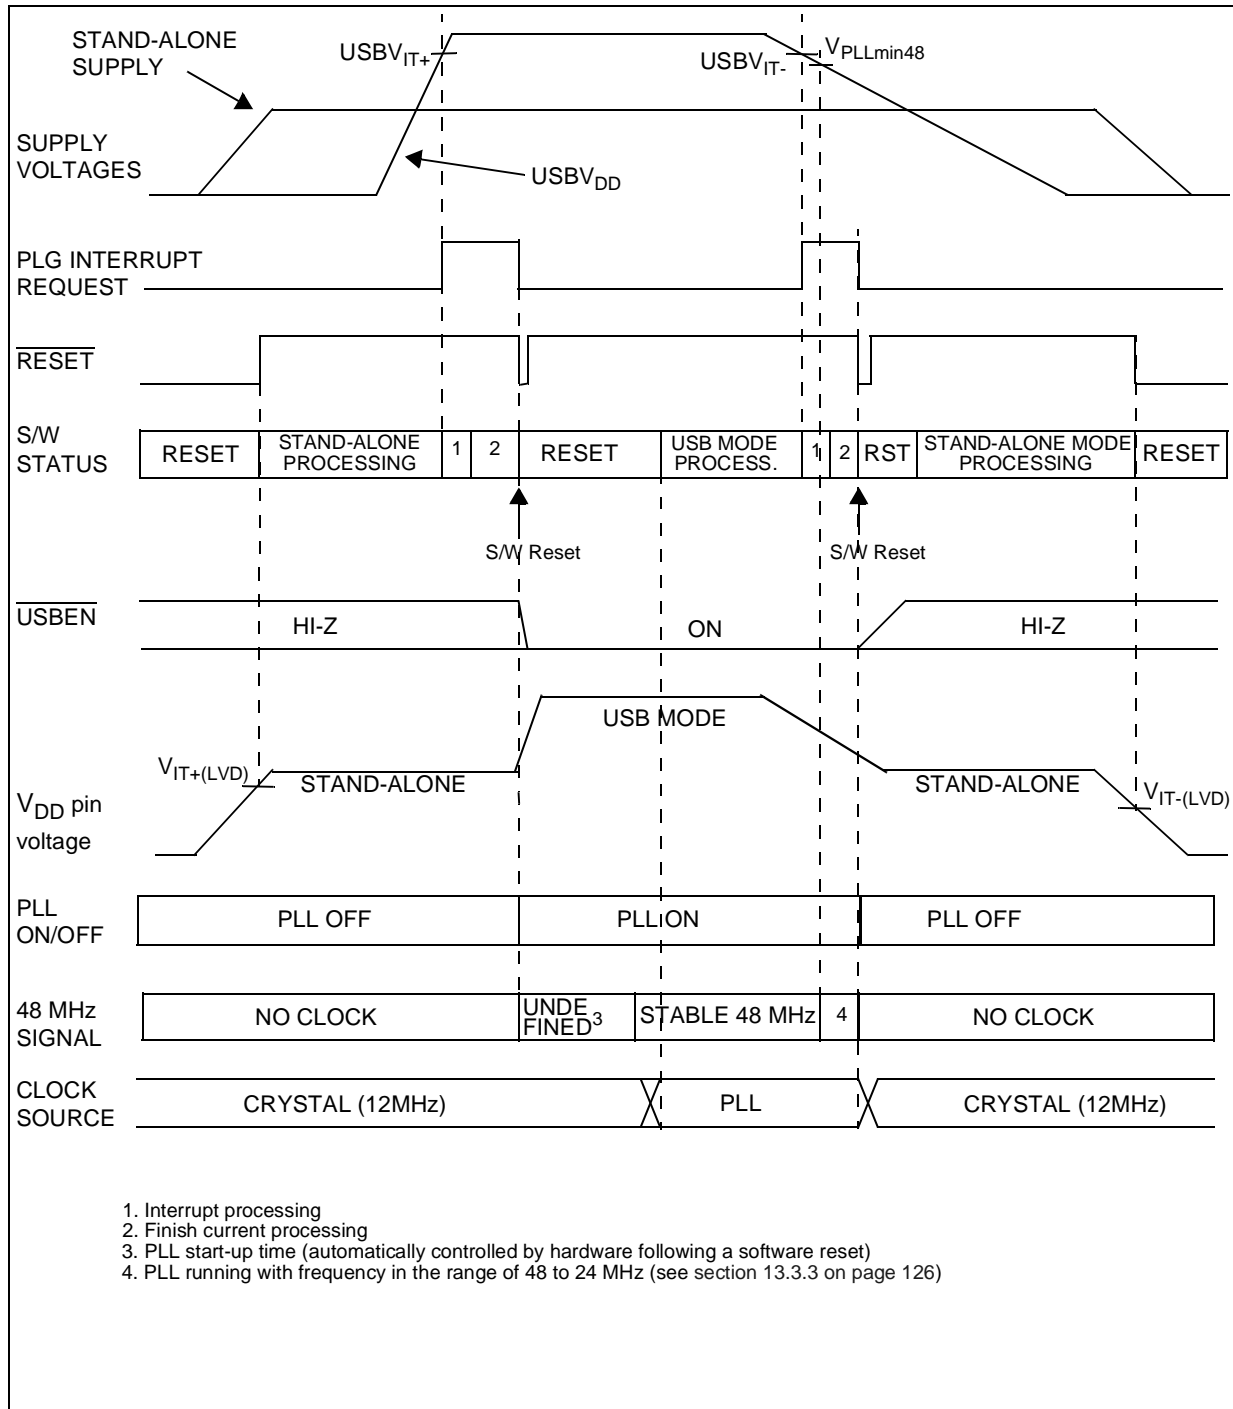 STAND-ALONE
SUPPLY
USBVIT+
USBVIT-
VPLLmin48
SUPPLY
VOLTAGES
USBVDD
PLG INTERRUPT
REQUEST
RESET
S/W
STATUS
RESET
STAND-ALONE
PROCESSING
1
2
RESET
USB MODE
PROCESS.
1
2
RST
STAND-ALONE MODE
PROCESSING
RESET
S/W Reset
S/W Reset
USBEN
HI-Z
ON
HI-Z
USB MODE
VIT+(LVD)
STAND-ALONE
STAND-ALONE
VIT-(LVD)
VDD pin
voltage
PLL
ON/OFF
PLL OFF
PLL ON
PLL OFF
48 MHz
SIGNAL
NO CLOCK
UNDE
FINED3
STABLE 48 MHz
4
NO CLOCK
CLOCK
SOURCE
CRYSTAL (12MHz)
PLL
CRYSTAL (12MHz)
1. Interrupt processing
2. Finish current processing
3. PLL start-up time (automatically controlled by hardware following a software reset)
4. PLL running with frequency in the range of 48 to 24 MHz (see section 13.3.3 on page 126)